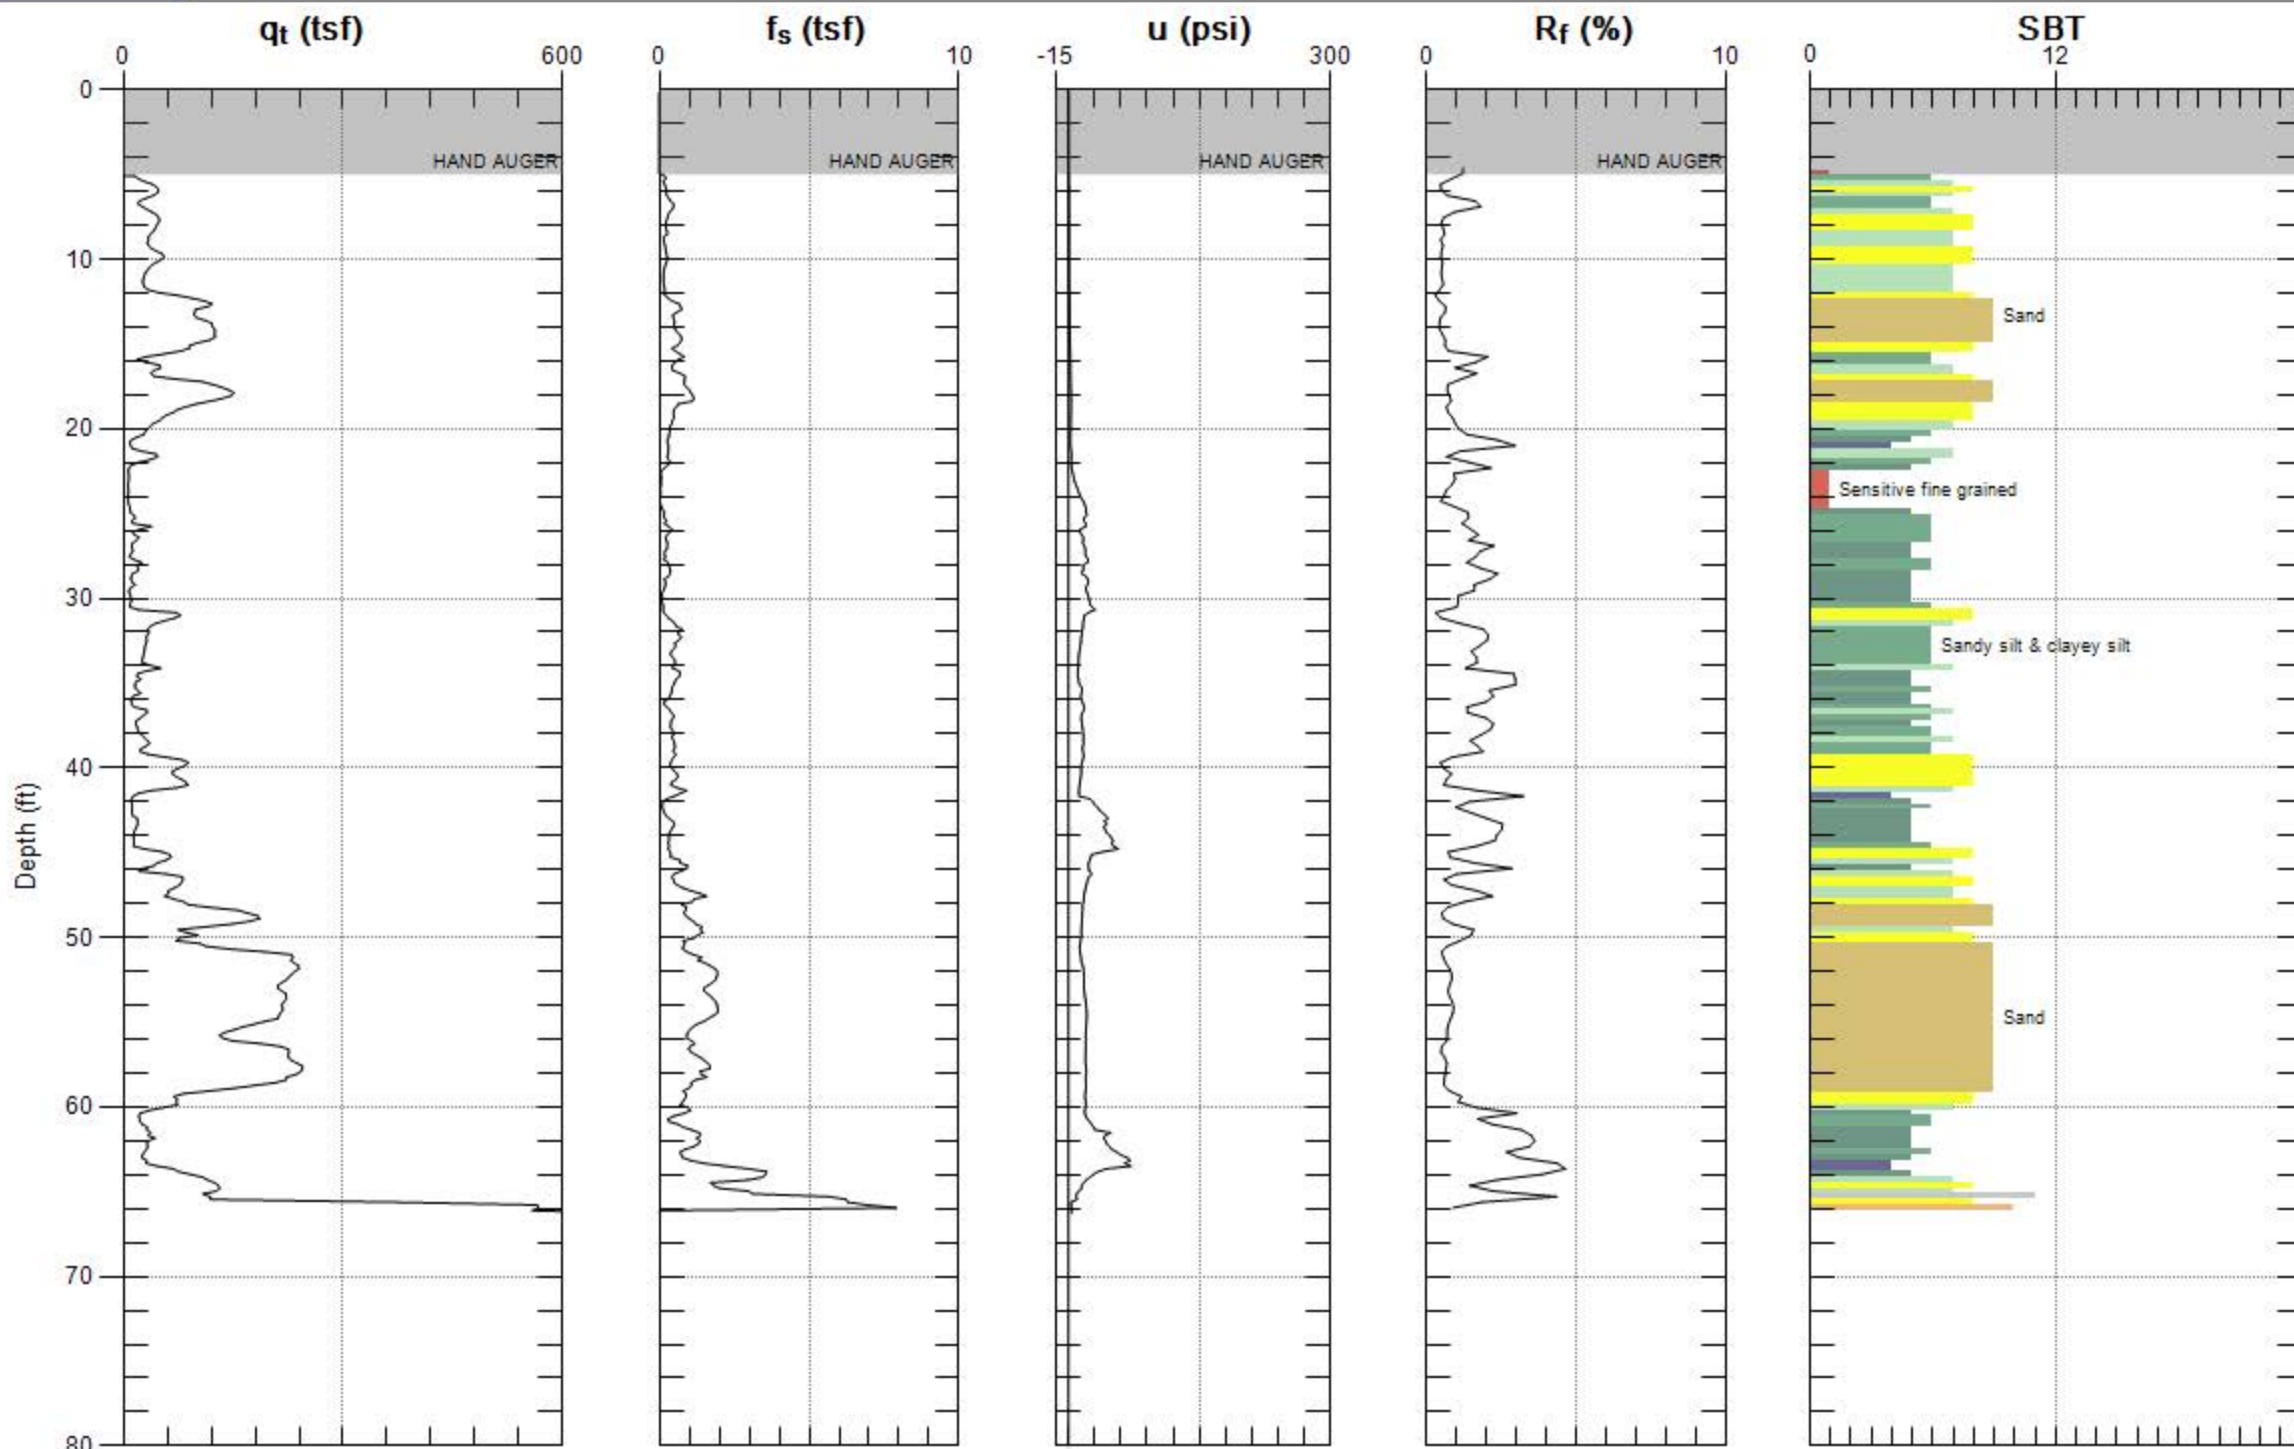 qt (tsf)
fs (tsf)
u (psi)
Rf (%)
SBT
0
600
0
10
-15
300
0
10
0
12
0
HAND AUGER
HAND AUGER
HAND AUGER
HAND AUGER
10
Sand
20
Sensitive fine grained
30
Sandy silt & clayey silt
40
Depth (ft)
50
Sand
60
70
80